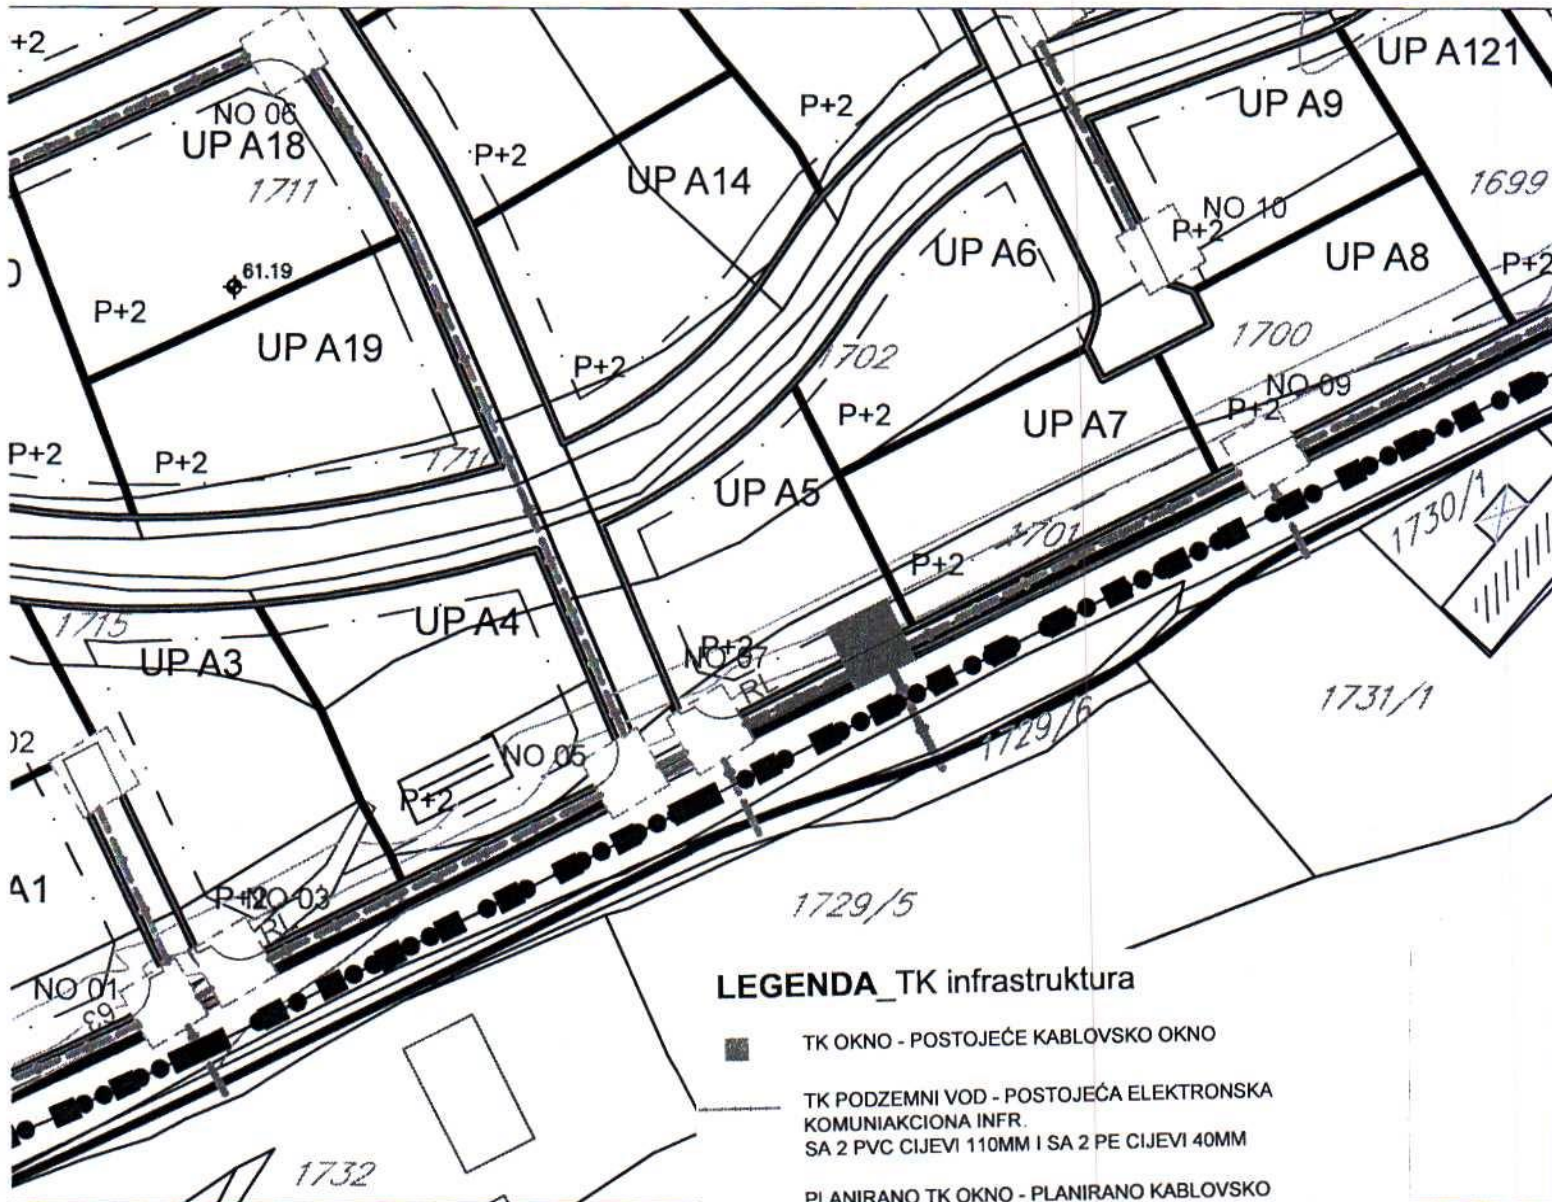 +2
UP A121
P+2
UP A9
NO 06
UP A18
P+2
UP A14
1711
1699
NO 10
P+2
UP A6
UP A8
P+2
61.19
P+2
1700
UP A19
1702
P+2
NO 09
P+2
P+2
UP A7
P+2
P+2
UP A5
1730/1
1701
P+2
1715
UP A4
UP A3
P+2
NO 07
RL
1731/1
1729/6
02
NO 05
P+2
A1
P+2
NO 03
RL
1729/5
NO 01
63
LEGENDA_TK infrastruktura
TK OKNO - POSTOJEĆE KABLOVSKO OKNO
TK PODZEMNI VOD - POSTOJEĆA ELEKTRONSKA
KOMUNIAKCIONA INFR.
SA 2 PVC CIJEVI 110MM I SA 2 PE CIJEVI 40MM
1732
PLANIRANO TK OKNO - PLANIRANO KABLOVSKO